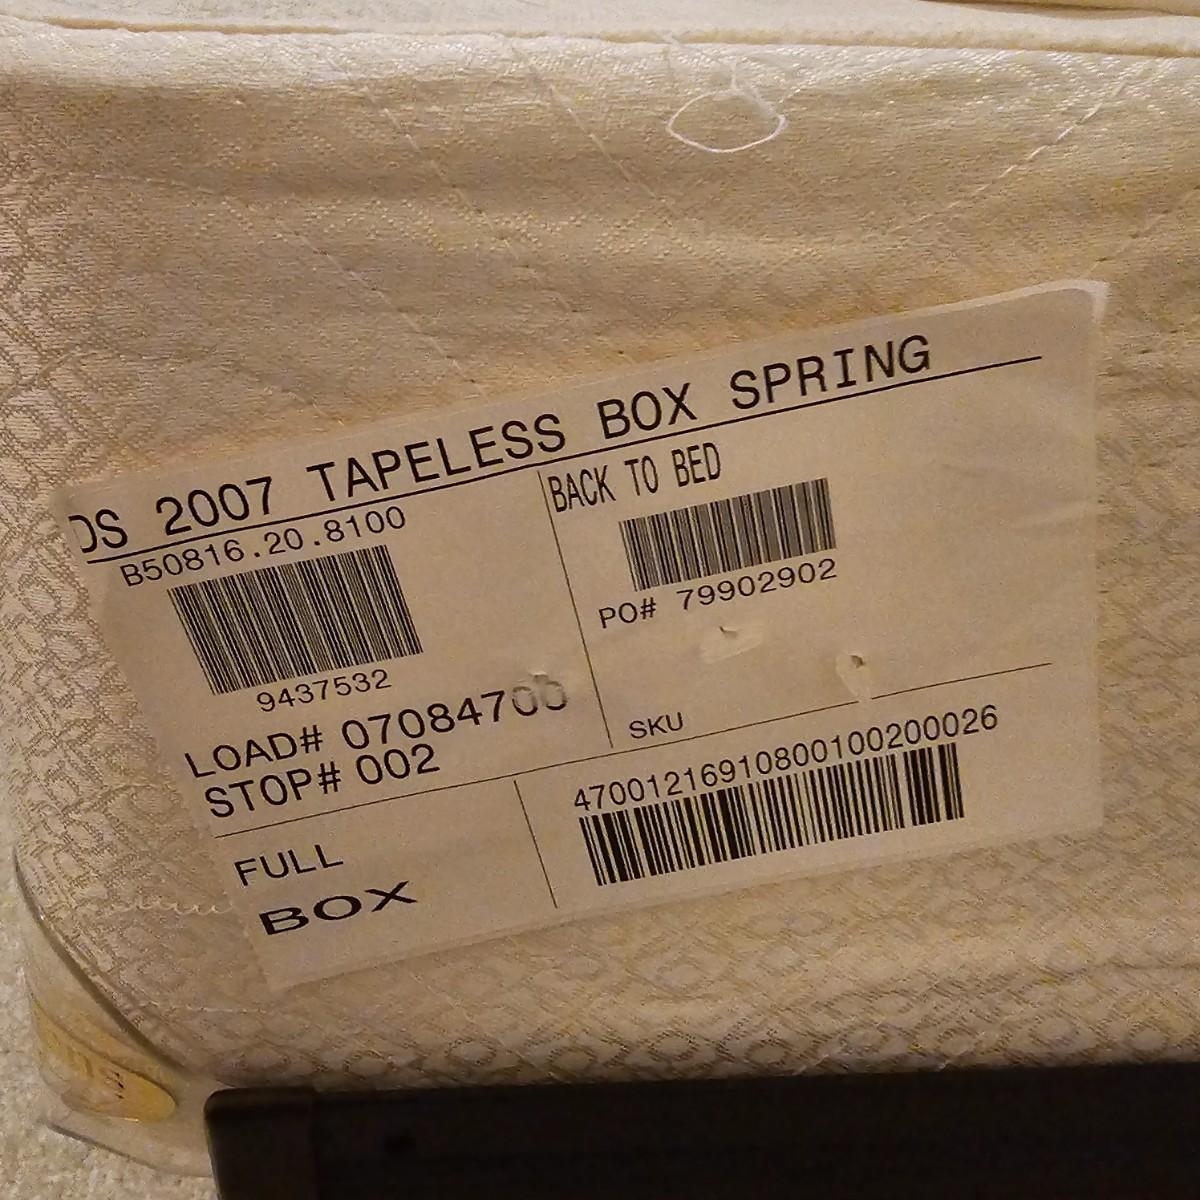 DS 2007 TAPELESS BOX SPRING
B50816.20.8100
9437532
LOAD# 07084700
STOP# 002
BACK TO BED
PO# 79902902
SKU
FULL
BOX
47001216910800100200026